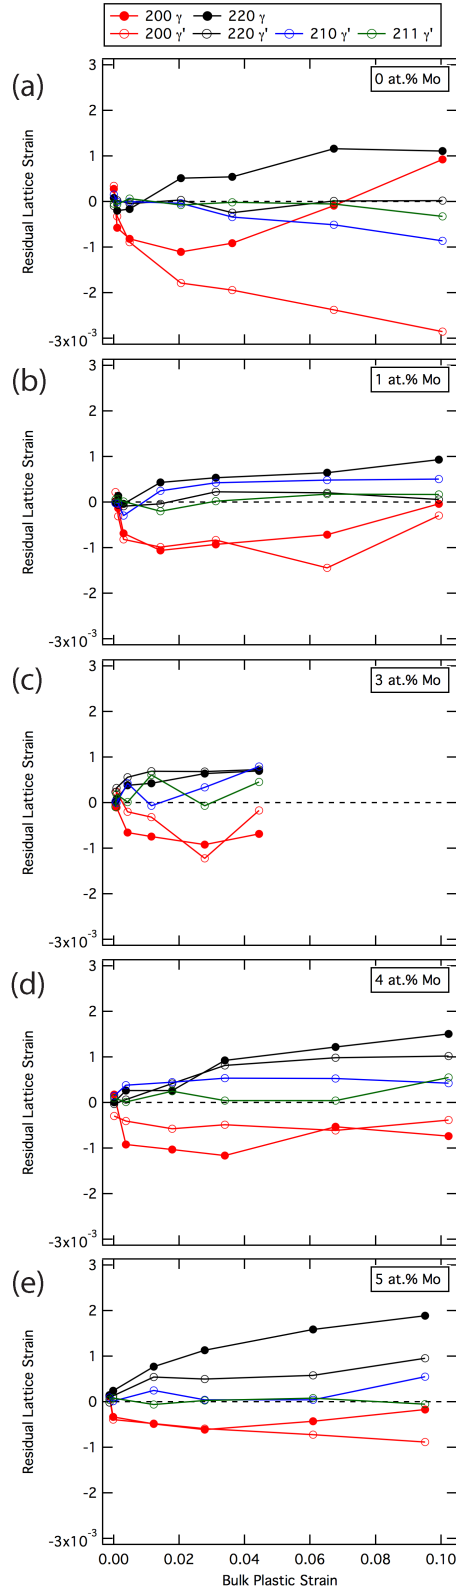 200 γ 220 γ
200 γ' 220 γ' 210 γ' 211 γ'
(a)
0 at.% Mo
3
2
1
0
-1
-2
-3x10⁻³
Residual Lattice Strain
(b)
1 at.% Mo
3
2
1
0
-1
-2
-3x10⁻³
Residual Lattice Strain
(c)
3 at.% Mo
3
2
1
0
-1
-2
-3x10⁻³
Residual Lattice Strain
(d)
4 at.% Mo
3
2
1
0
-1
-2
-3x10⁻³
Residual Lattice Strain
(e)
5 at.% Mo
3
2
1
0
-1
-2
-3x10⁻³
Residual Lattice Strain
0.00 0.02 0.04 0.06 0.08 0.10
Bulk Plastic Strain